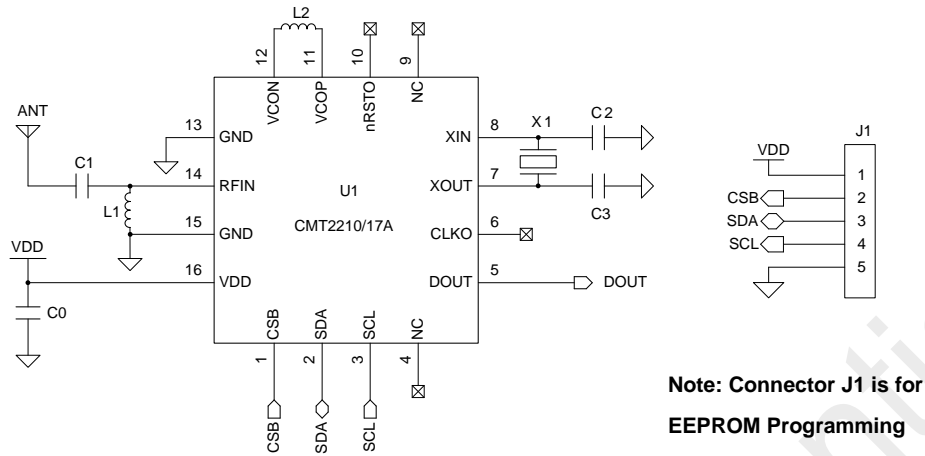 L2
12
11
10
9
VCON
VCOP
nRSTO
NC
ANT
C1
L1
VDD
C0
13
GND
14
RFIN
15
GND
16
VDD
U1
CMT2210/17A
XIN
8
XOUT
7
CLKO
6
DOUT
5
DOUT
X1
C2
C3
CSB
SDA
SCL
NC
1
2
3
4
CSB
SDA
SCL
J1
VDD
1
CSB
2
SDA
3
SCL
4
5
Note: Connector J1 is for
EEPROM Programming